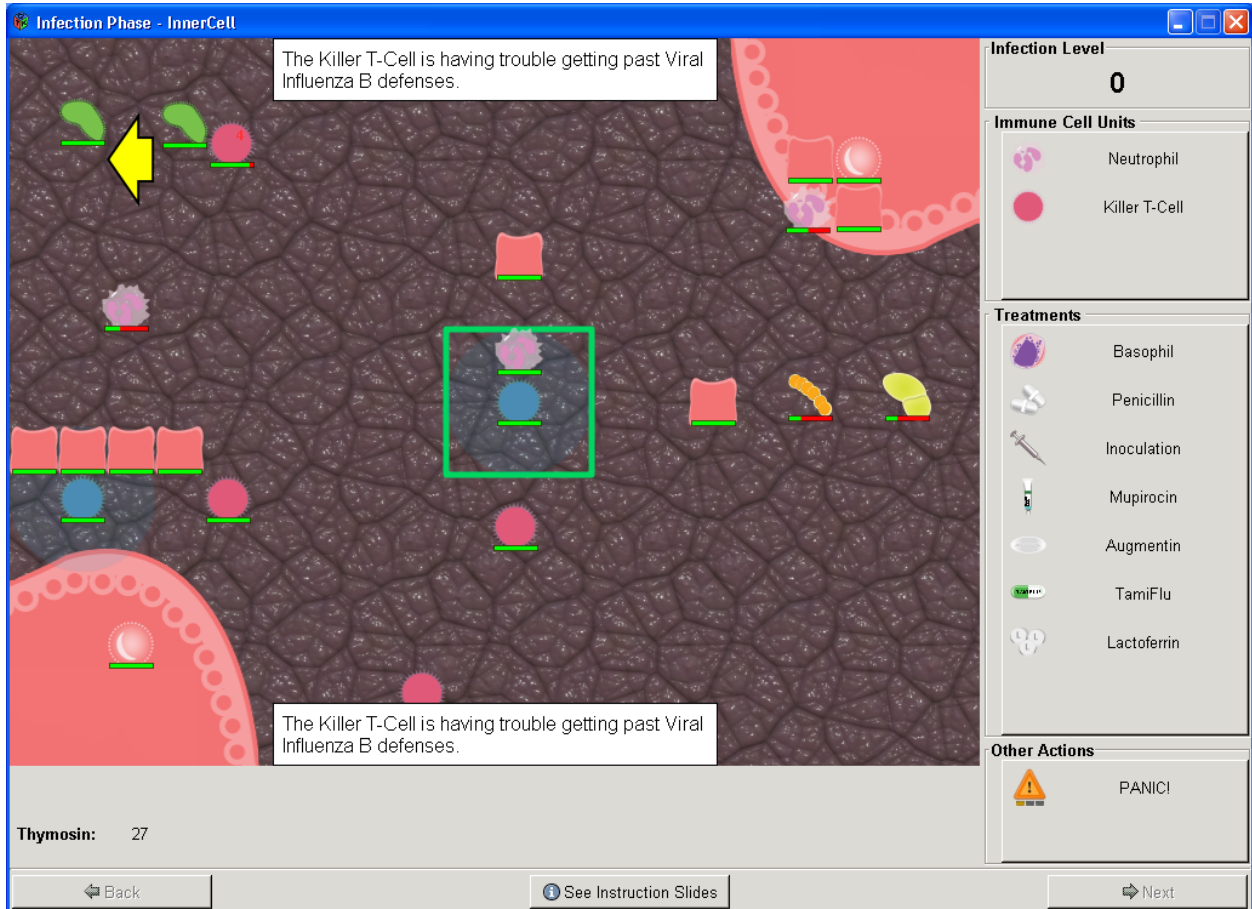 Infection Phase - InnerCell
The Killer T-Cell is having trouble getting past Viral
Influenza B defenses.
4
The Killer T-Cell is having trouble getting past Viral
Influenza B defenses.
Thymosin: 27
Infection Level
0
Immune Cell Units
Neutrophil
Killer T-Cell
Treatments
Basophil
Penicillin
Inoculation
Mupirocin
Augmentin
TamiFlu
L L
L
Lactoferrin
Other Actions
PANIC!
Back
See Instruction Slides
Next